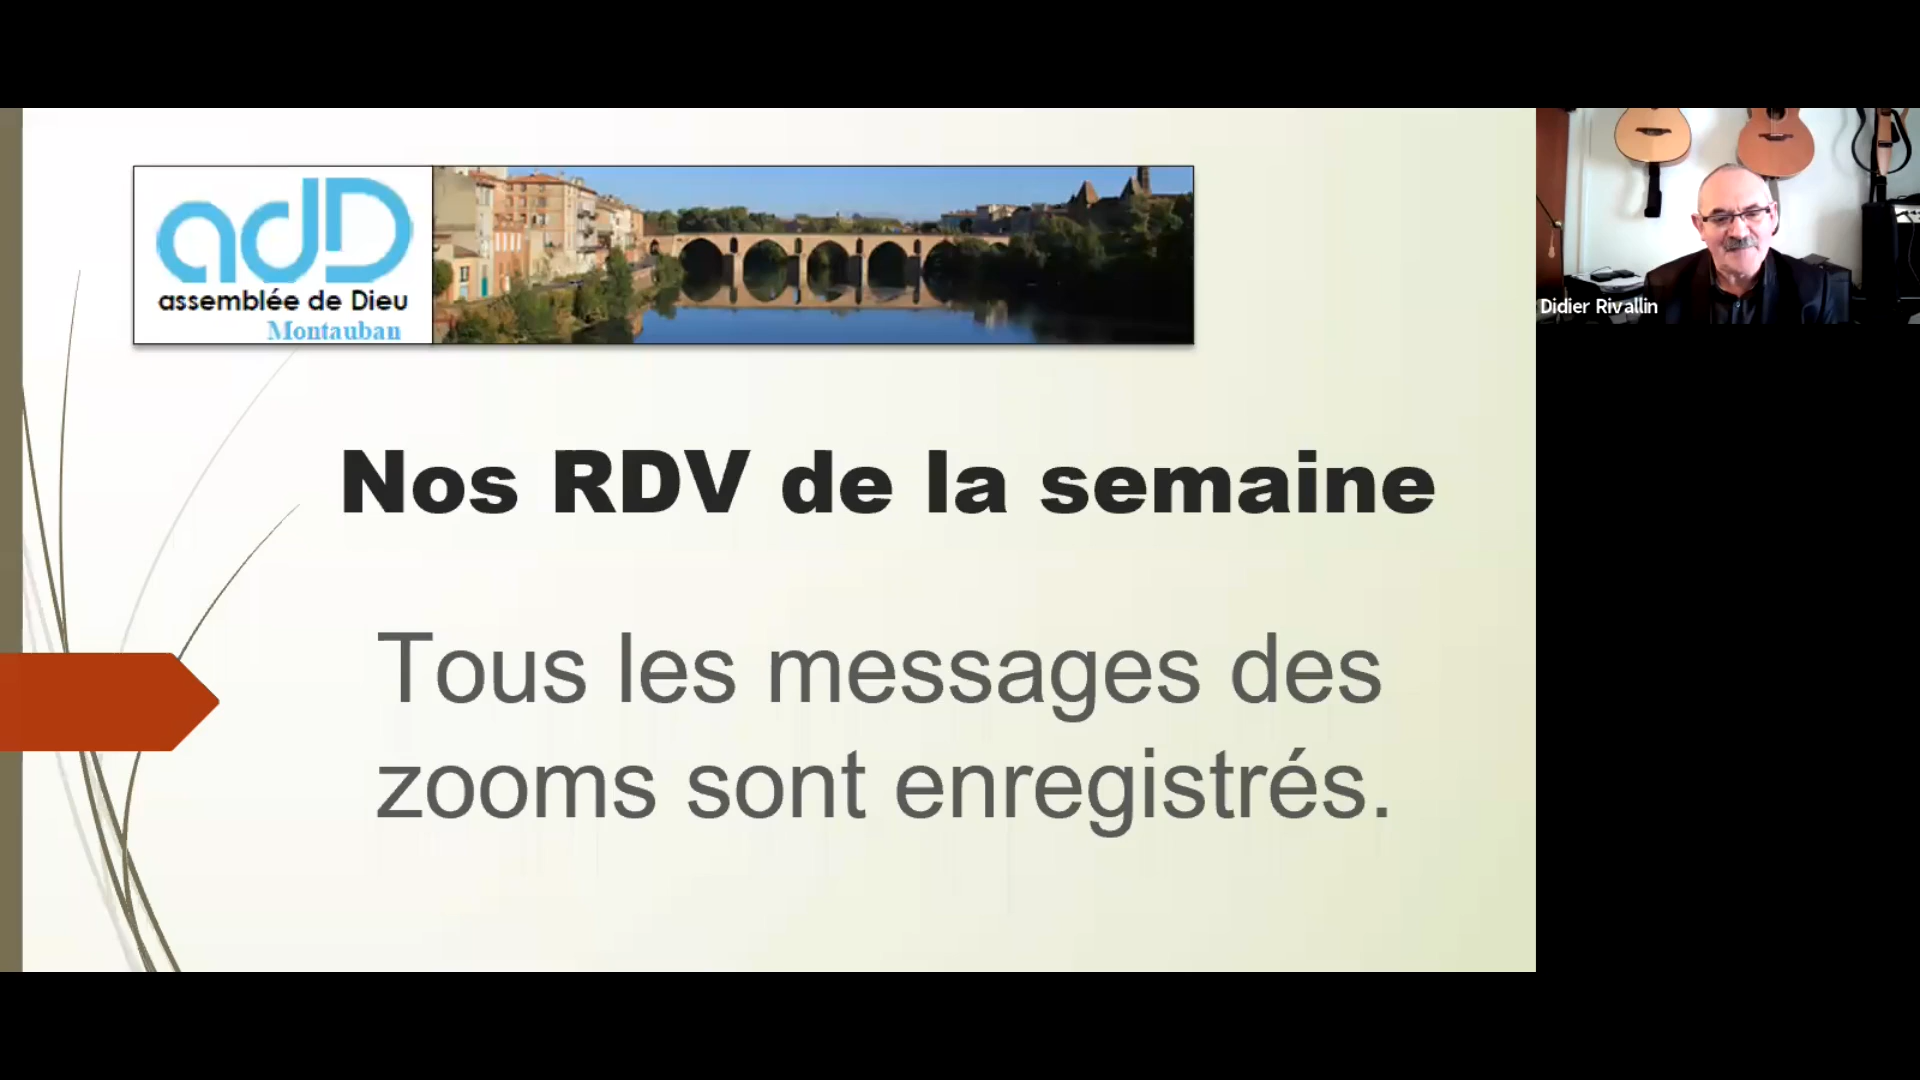 add
assemblée de Dieu
Montauban
Didier Rivallin
Nos RDV de la semaine
Tous les messages des
zooms sont enregistrés.